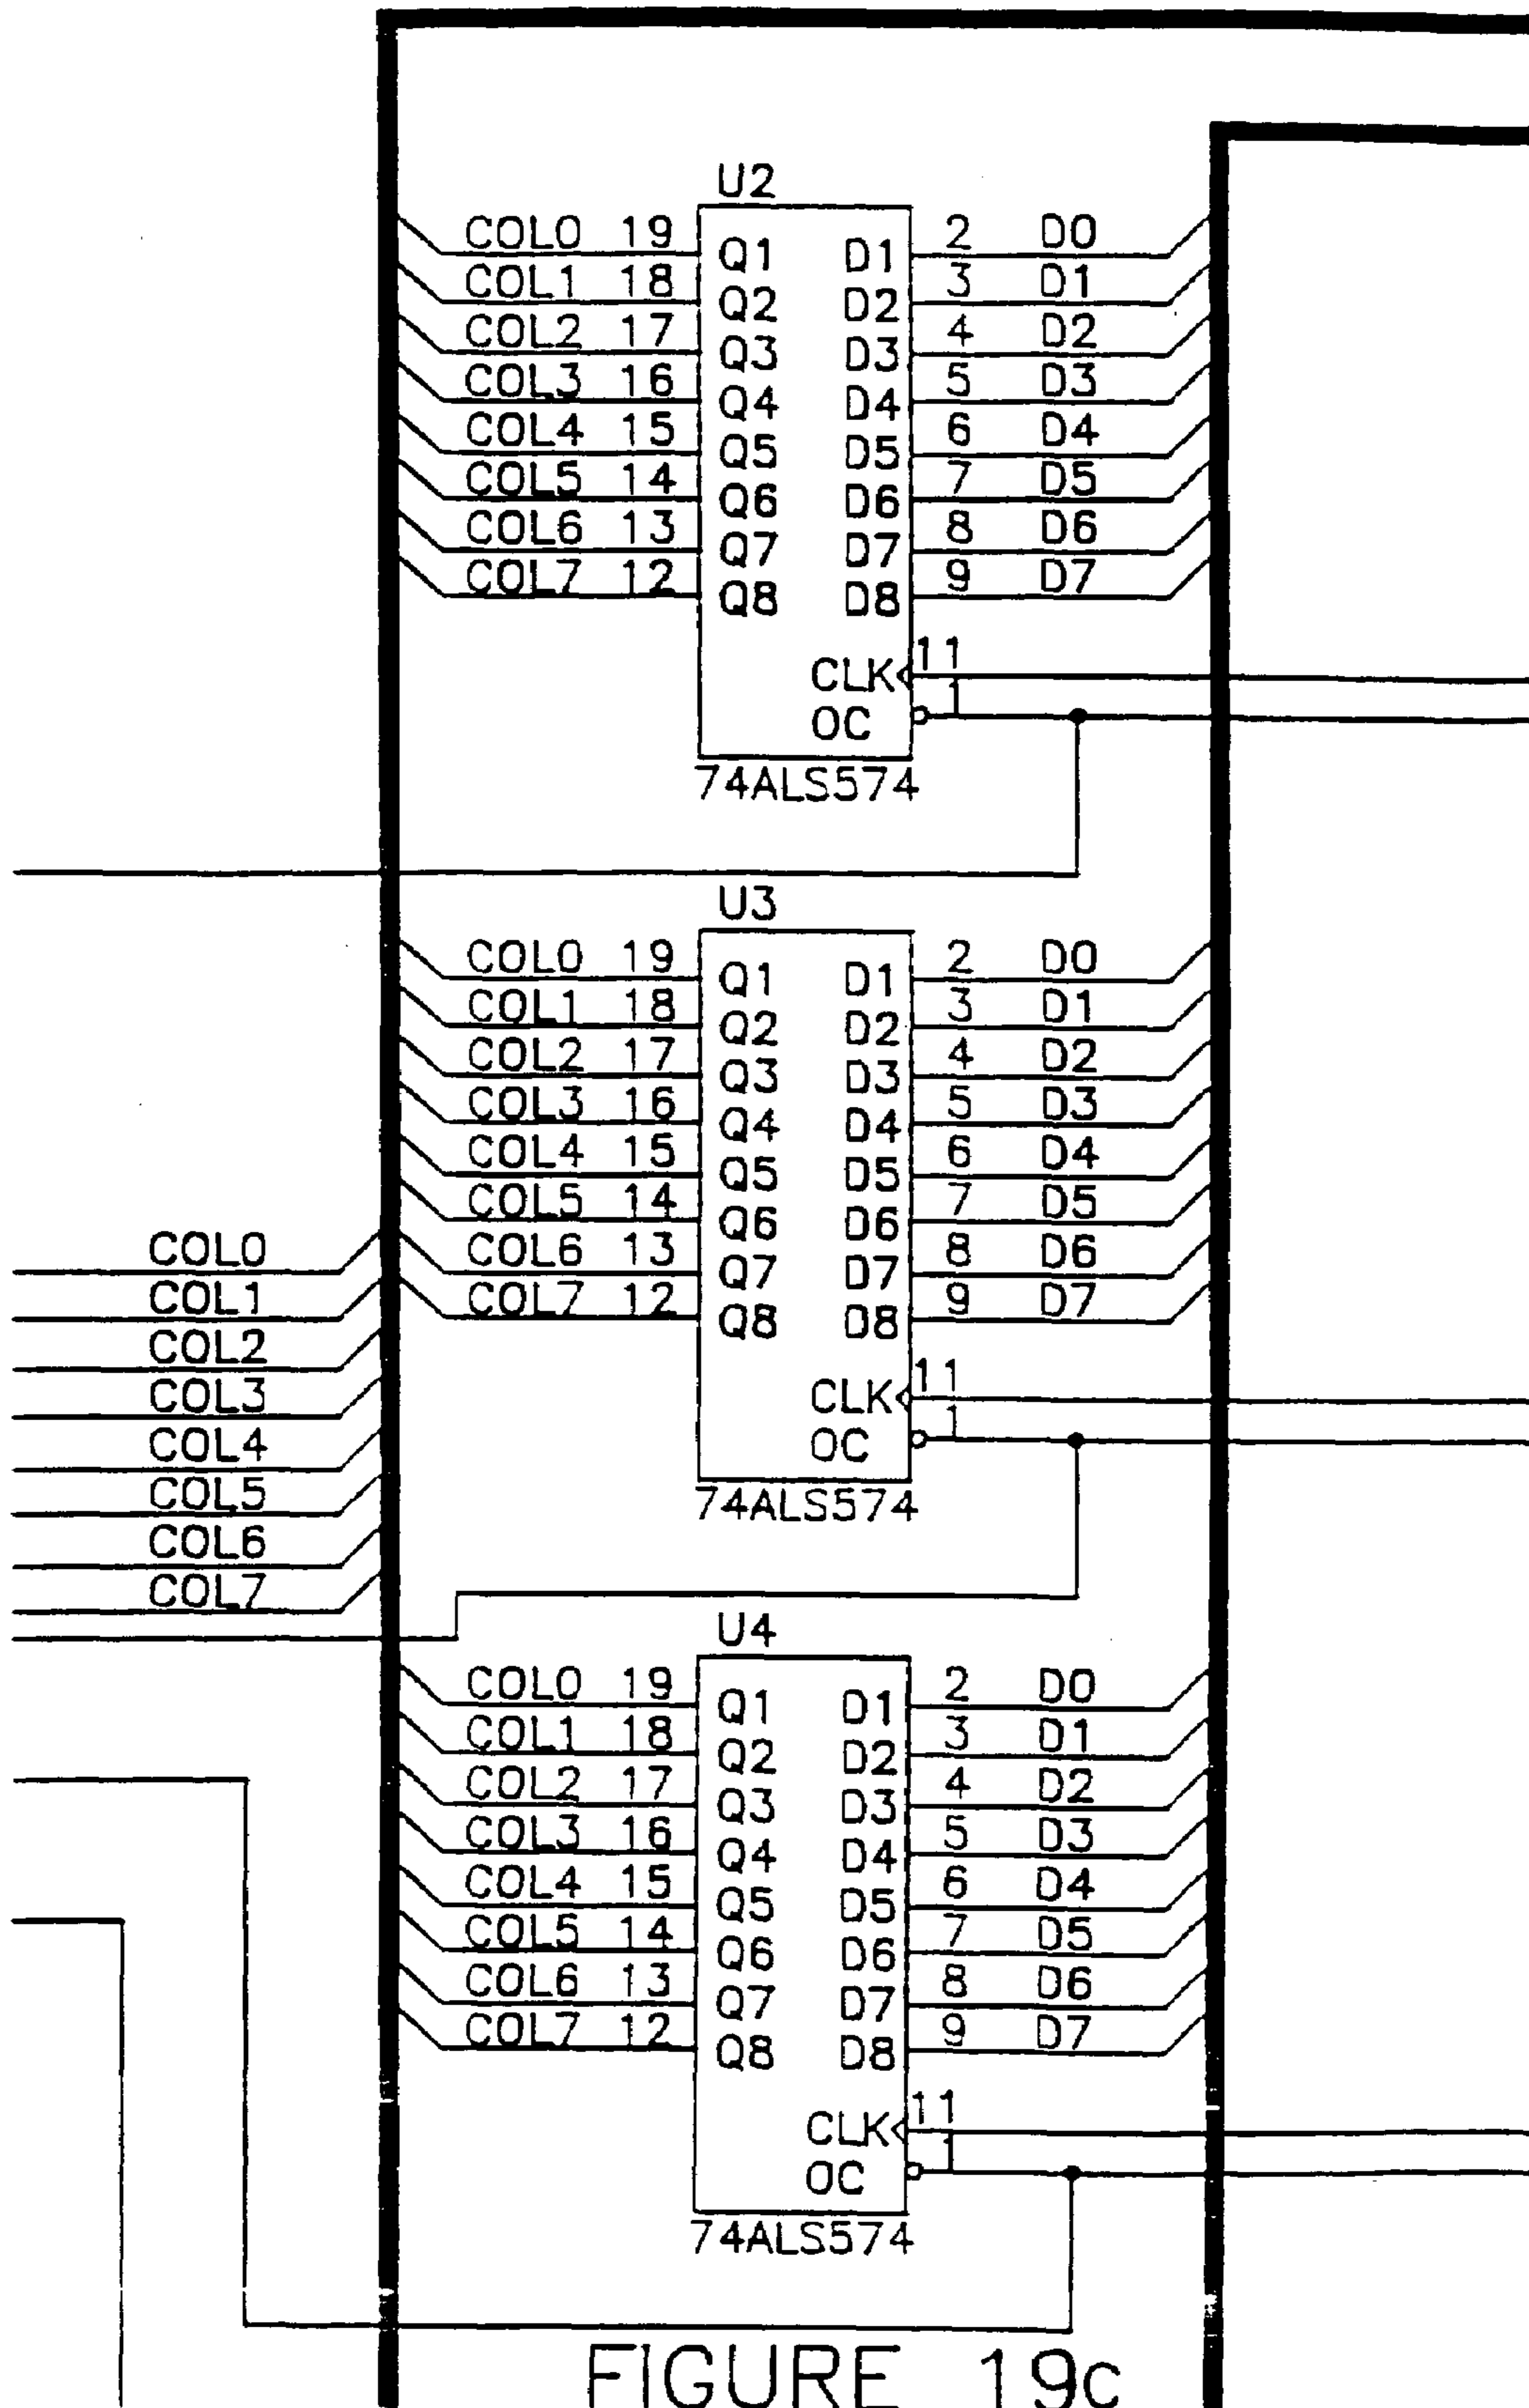 U2
COL0 19 Q1 D1 2 D0
COL1 18 Q2 D2 3 D1
COL2 17 Q3 D3 4 D2
COL3 16 Q4 D4 5 D3
COL4 15 Q5 D5 6 D4
COL5 14 Q6 D6 7 D5
COL6 13 Q7 D7 8 D6
COL7 12 Q8 D8 9 D7
CLK 11
OC 1
74ALS574
U3
COL0 19 Q1 D1 2 D0
COL1 18 Q2 D2 3 D1
COL2 17 Q3 D3 4 D2
COL3 16 Q4 D4 5 D3
COL4 15 Q5 D5 6 D4
COL5 14 Q6 D6 7 D5
COL6 13 Q7 D7 8 D6
COL7 12 Q8 D8 9 D7
CLK 11
OC 1
74ALS574
COL0
COL1
COL2
COL3
COL4
COL5
COL6
COL7
U4
COL0 19 Q1 D1 2 D0
COL1 18 Q2 D2 3 D1
COL2 17 Q3 D3 4 D2
COL3 16 Q4 D4 5 D3
COL4 15 Q5 D5 6 D4
COL5 14 Q6 D6 7 D5
COL6 13 Q7 D7 8 D6
COL7 12 Q8 D8 9 D7
CLK 11
OC 1
74ALS574
FIGURE 19c